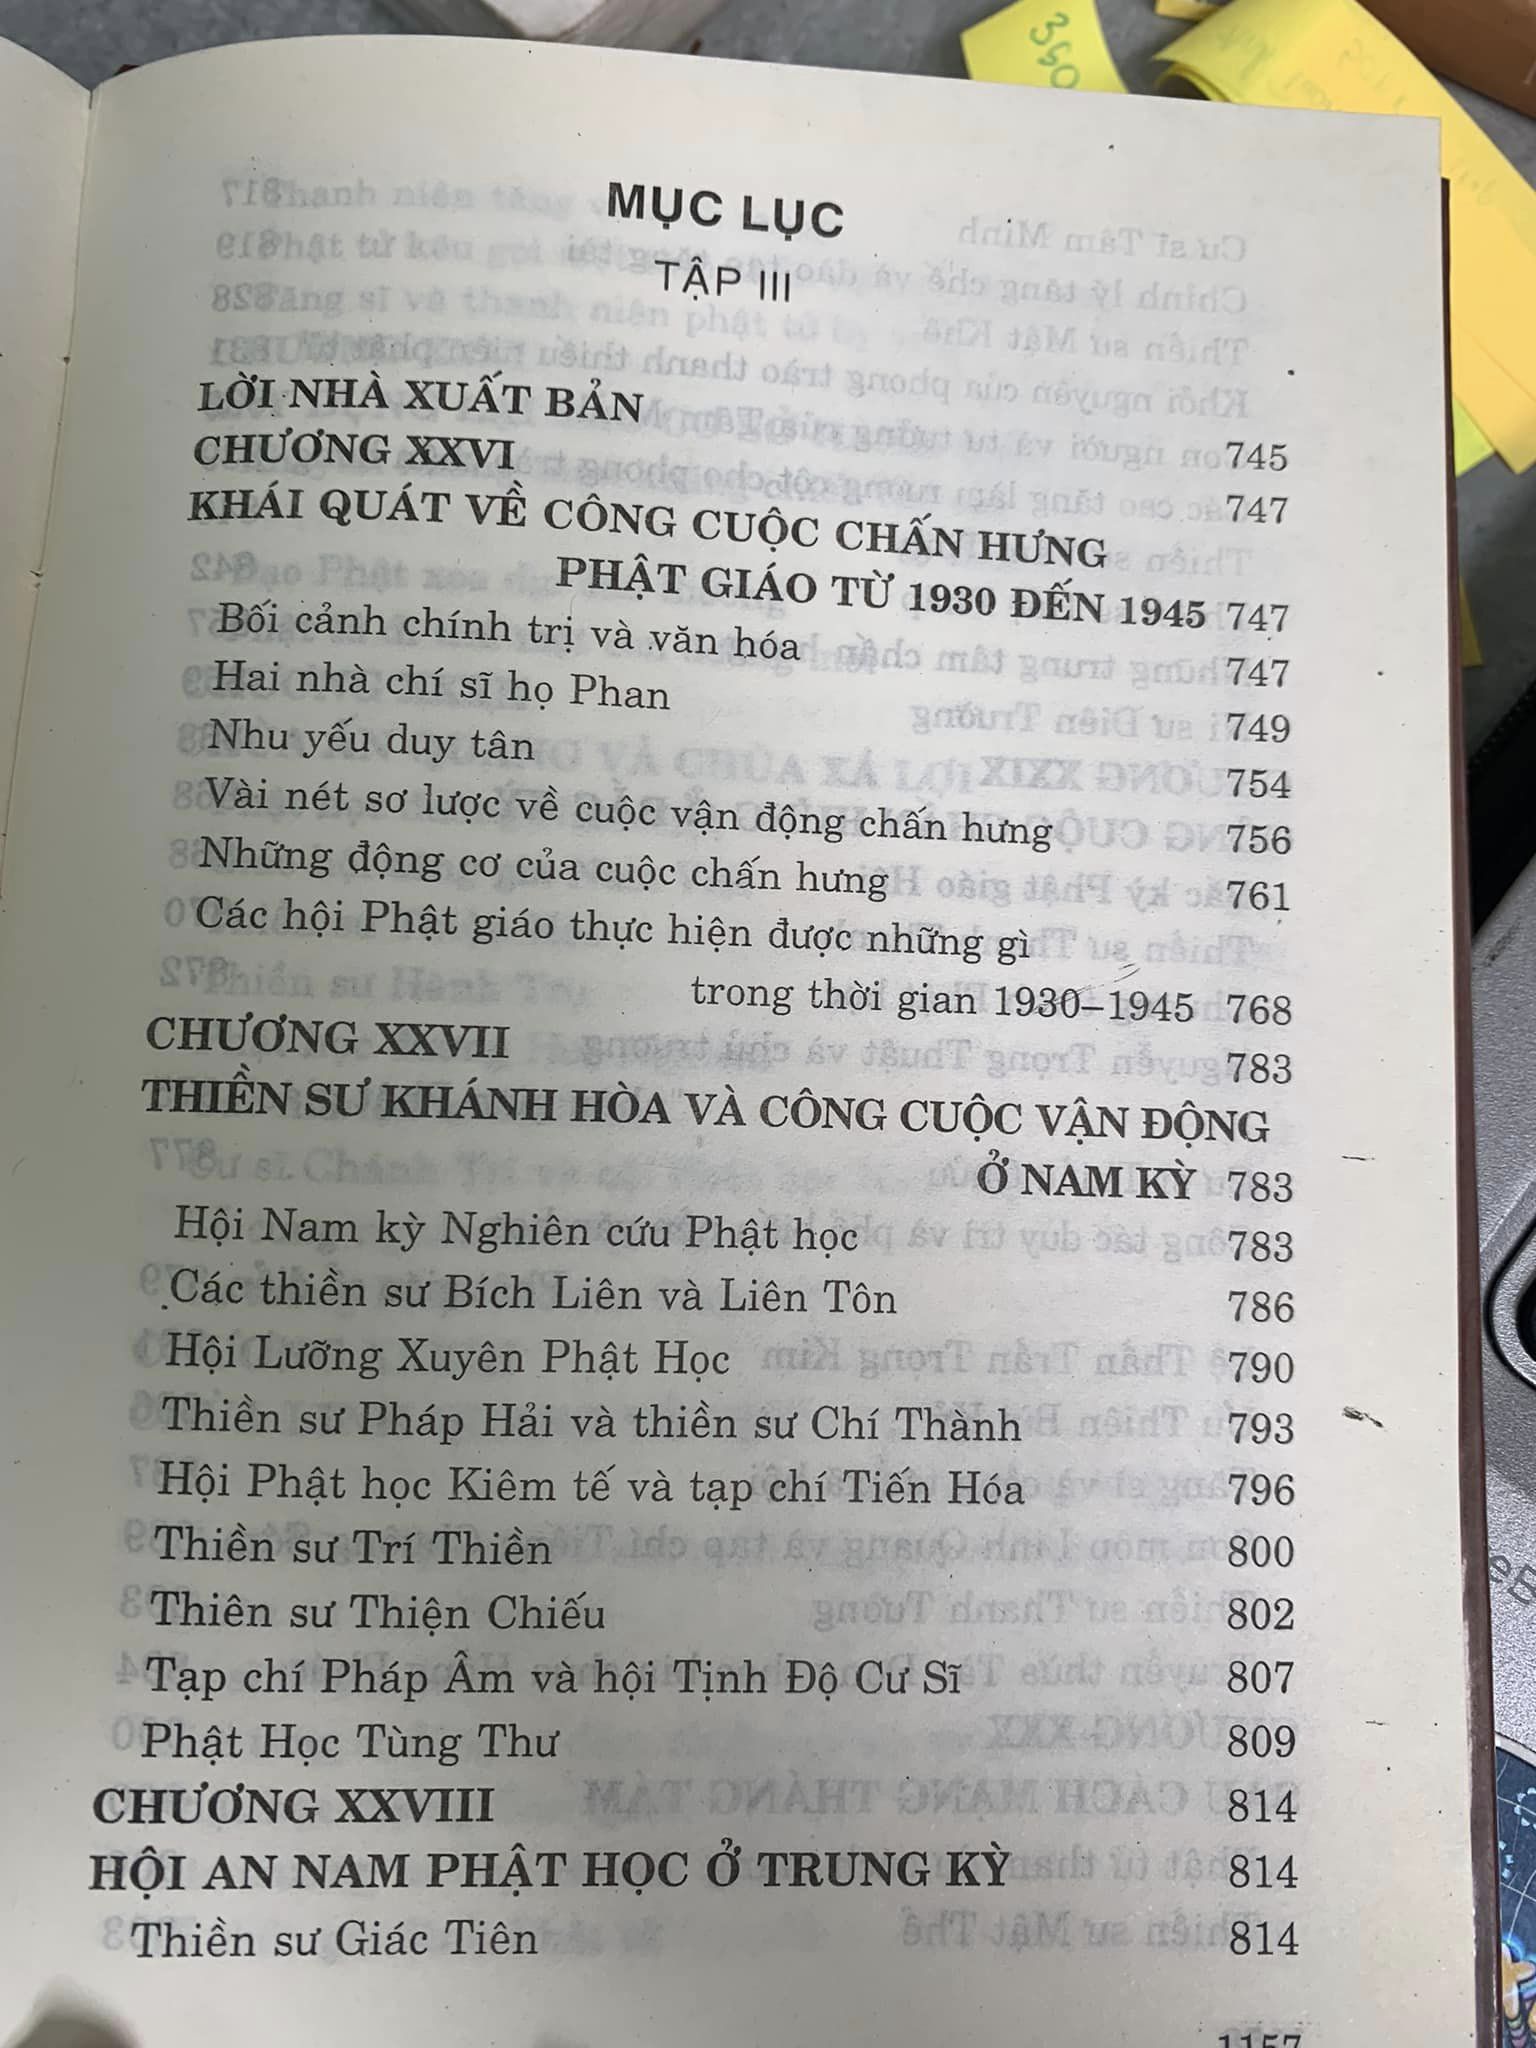 MỤC LỤC
TẬP III
LỜI NHÀ XUẤT BẢN 745
CHƯƠNG XXVI 747
KHÁI QUÁT VỀ CÔNG CUỘC CHẤN HƯNG
PHẬT GIÁO TỪ 1930 ĐẾN 1945 747
Bối cảnh chính trị và văn hóa 747
Hai nhà chí sĩ họ Phan 749
Nhu yếu duy tân 754
Vài nét sơ lược về cuộc vận động chấn hưng 756
Những động cơ của cuộc chấn hưng 761
Các hội Phật giáo thực hiện được những gì
trong thời gian 1930–1945 768
CHƯƠNG XXVII 783
THIỀN SƯ KHÁNH HÒA VÀ CÔNG CUỘC VẬN ĐỘNG
Ở NAM KỲ 783
Hội Nam kỳ Nghiên cứu Phật học 783
Các thiền sư Bích Liên và Liên Tôn 786
Hội Lưỡng Xuyên Phật Học 790
Thiền sư Pháp Hải và thiền sư Chí Thành 793
Hội Phật học Kiêm tế và tạp chí Tiến Hóa 796
Thiền sư Trí Thiền 800
Thiên sư Thiện Chiếu 802
Tạp chí Pháp Âm và hội Tịnh Độ Cư Sĩ 807
Phật Học Tùng Thư 809
CHƯƠNG XXVIII 814
HỘI AN NAM PHẬT HỌC Ở TRUNG KỲ 814
Thiền sư Giác Tiên 814
1157